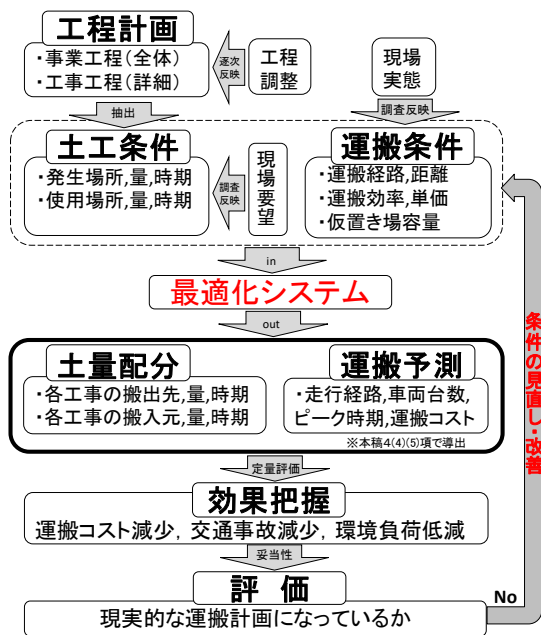 工程計画
・事業工程(全体)
・工事工程(詳細)
逐次
反映
工程
調整
現場
実態
抽出
調査反映
土工条件
・発生場所,量,時期
・使用場所,量,時期
調査
反映
現場要望
運搬条件
・運搬経路,距離
・運搬効率,単価
・仮置き場容量
in
最適化システム
out
土量配分
・各工事の搬出先,量,時期
・各工事の搬入元,量,時期
運搬予測
・走行経路,車両台数,
ピーク時期,運搬コスト
※本稿4(4)(5)項で導出
条件の見直し・改善
定量評価
効果把握
運搬コスト減少, 交通事故減少, 環境負荷低減
妥当性
評 価
現実的な運搬計画になっているか
No